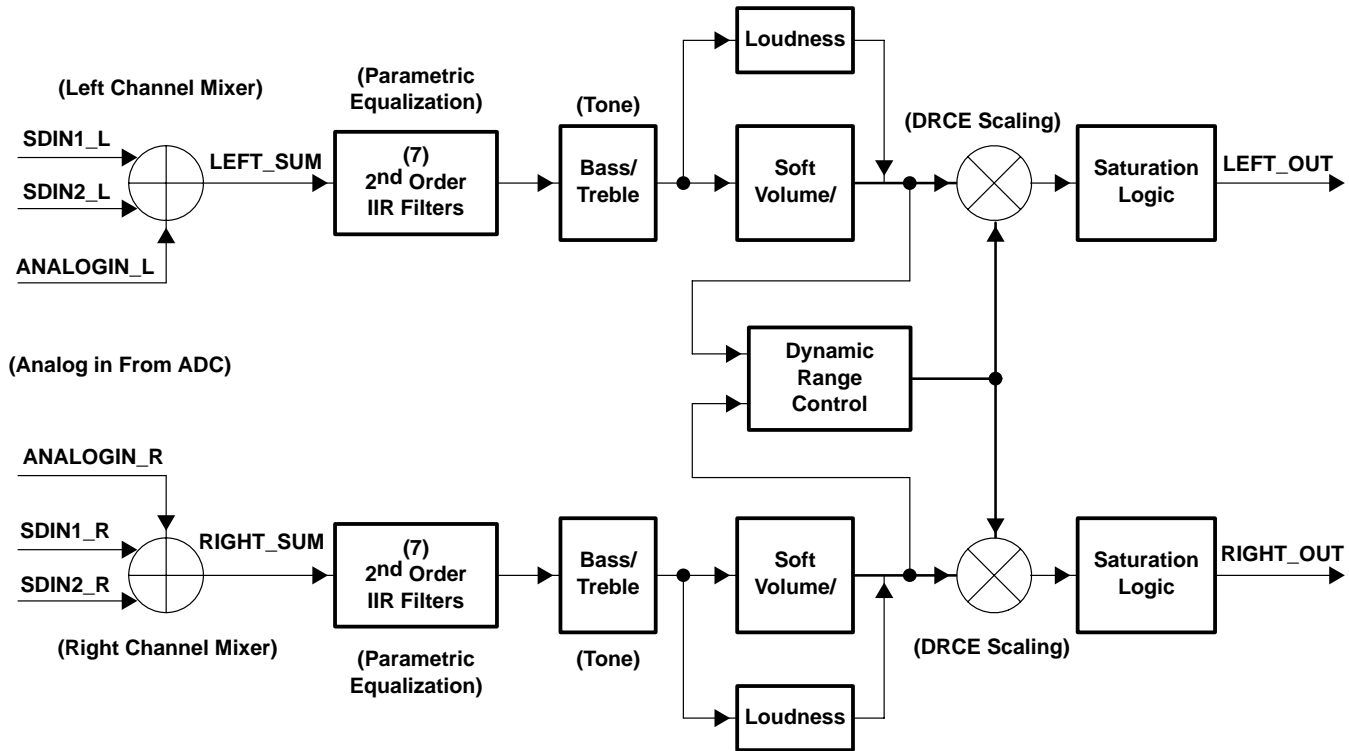 Loudness
(Left Channel Mixer)
(Parametric
Equalization)
(Tone)
(DRCE Scaling)
SDIN1_L
SDIN2_L
LEFT_SUM
(7)
2nd Order
IIR Filters
Bass/
Treble
Soft
Volume/
Saturation
Logic
LEFT_OUT
ANALOGIN_L
(Analog in From ADC)
Dynamic
Range
Control
ANALOGIN_R
SDIN1_R
SDIN2_R
RIGHT_SUM
(7)
2nd Order
IIR Filters
Bass/
Treble
Soft
Volume/
Saturation
Logic
RIGHT_OUT
(Right Channel Mixer)
(Parametric
Equalization)
(Tone)
(DRCE Scaling)
Loudness